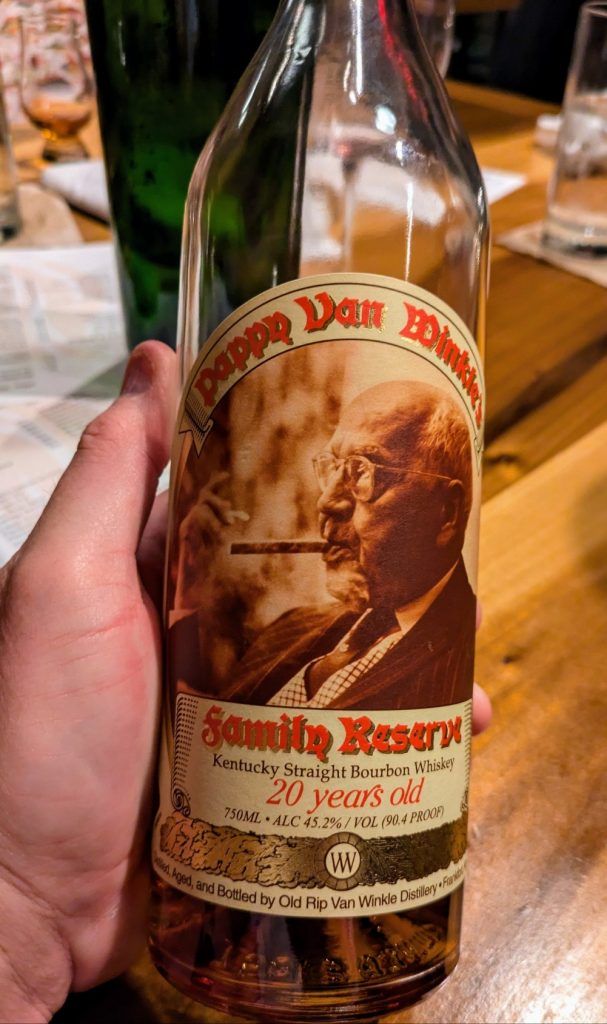 Pappy Van Winkle's
Family Reserve
Kentucky Straight Bourbon Whiskey
20 years old
750ML • ALC 45.2% / VOL (90.4 PROOF)
VW
Aged, and Bottled by Old Rip Van Winkle Distillery •